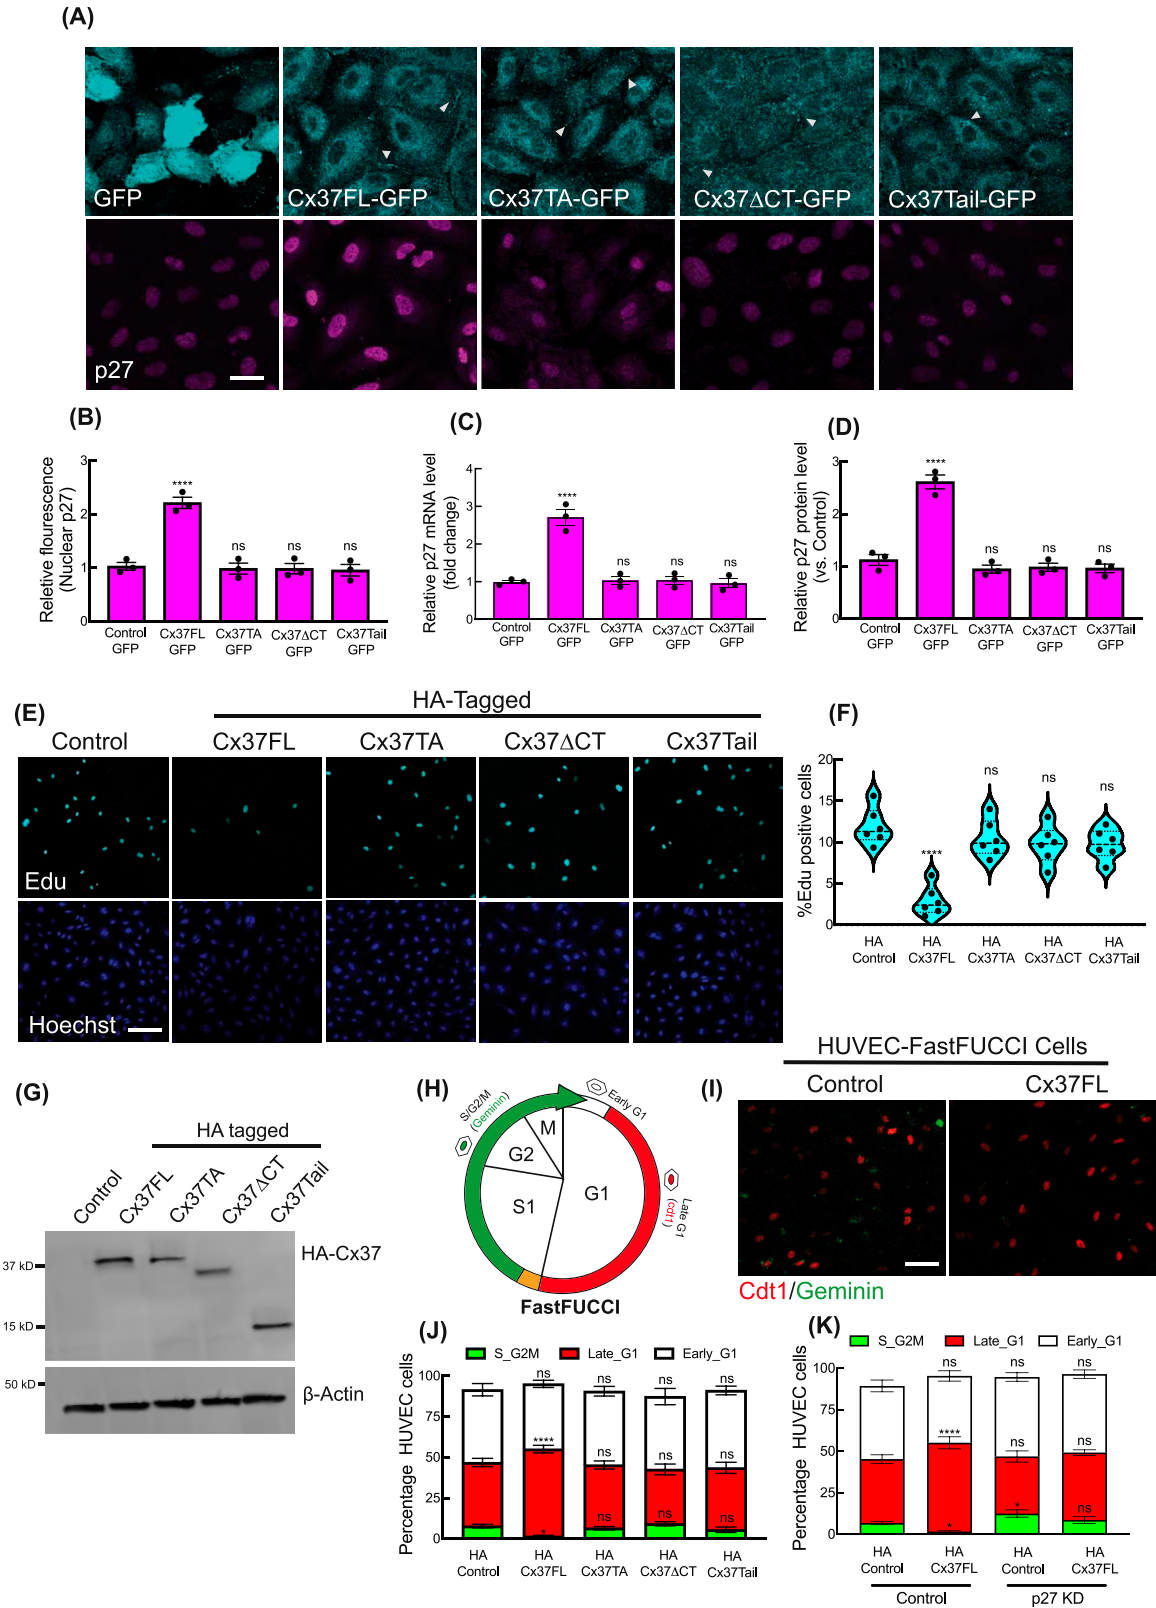 (A)
GFP
Cx37FL-GFP
Cx37TA-GFP
Cx37ΔCT-GFP
Cx37Tail-GFP
p27
(B)
Reletive flourescence
(Nuclear p27)
3
2
1
0
****
ns
ns
ns
Control
GFP
Cx37FL
GFP
Cx37TA
GFP
Cx37ΔCT
GFP
Cx37Tail
GFP
(C)
Relative p27 mRNA level
(fold change)
4
3
2
1
0
****
ns
ns
ns
Control
GFP
Cx37FL
GFP
Cx37TA
GFP
Cx37ΔCT
GFP
Cx37Tail
GFP
(D)
Relative p27 protein level
(vs. Control)
3
2
1
0
****
ns
ns
ns
Control
GFP
Cx37FL
GFP
Cx37TA
GFP
Cx37ΔCT
GFP
Cx37Tail
GFP
(E)
HA-Tagged
Control
Cx37FL
Cx37TA
Cx37ΔCT
Cx37Tail
Edu
Hoechst
(F)
%Edu positive cells
20
15
10
5
0
****
ns
ns
ns
HA
Control
HA
Cx37FL
HA
Cx37TA
HA
Cx37ΔCT
HA
Cx37Tail
(G)
HA tagged
Control
Cx37FL
Cx37TA
Cx37ΔCT
Cx37Tail
37 kD
15 kD
50 kD
HA-Cx37
β-Actin
(H)
S/G2/M
(Geminin)
Early G1
Late G1
(cdt1)
M
G2
S1
G1
FastFUCCI
(I)
HUVEC-FastFUCCI Cells
Control
Cx37FL
Cdt1/Geminin
(J)
S_G2M
Late_G1
Early_G1
Percentage HUVEC cells
100
75
50
25
0
ns
ns
ns
ns
****
ns
ns
ns
*
ns
ns
ns
HA
Control
HA
Cx37FL
HA
Cx37TA
HA
Cx37ΔCT
HA
Cx37Tail
(K)
S_G2M
Late_G1
Early_G1
Percentage HUVEC cells
100
75
50
25
0
ns
ns
ns
****
ns
ns
*
*
ns
HA
Control
HA
Cx37FL
HA
Control
HA
Cx37FL
Control
p27 KD